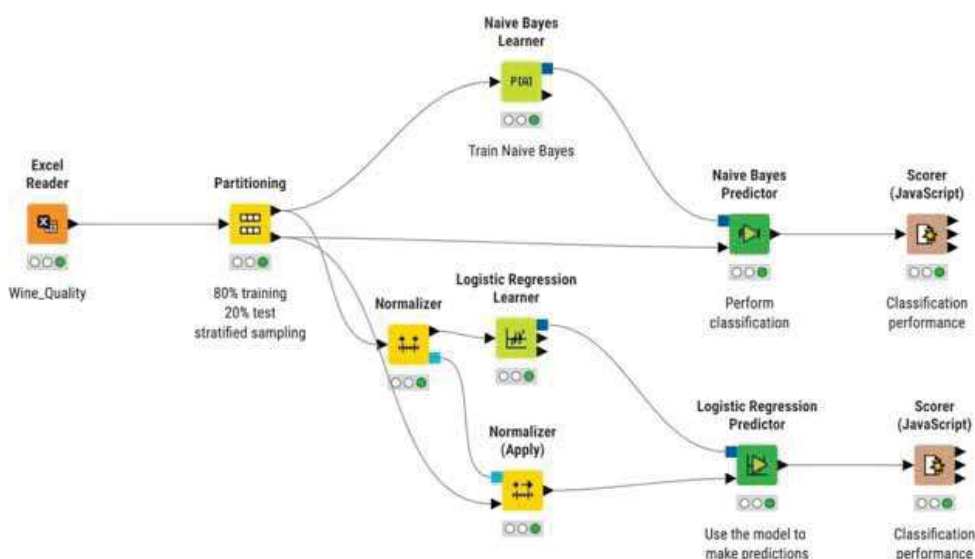 Naive Bayes
Learner
P(A)
Train Naive Bayes
Excel
Reader
Wine_Quality
Partitioning
80% training
20% test
stratified sampling
Naive Bayes
Predictor
Perform
classification
Scorer
(JavaScript)
Classification
performance
Normalizer
Logistic Regression
Learner
Normalizer
(Apply)
Logistic Regression
Predictor
Use the model to
make predictions
Scorer
(JavaScript)
Classification
performance